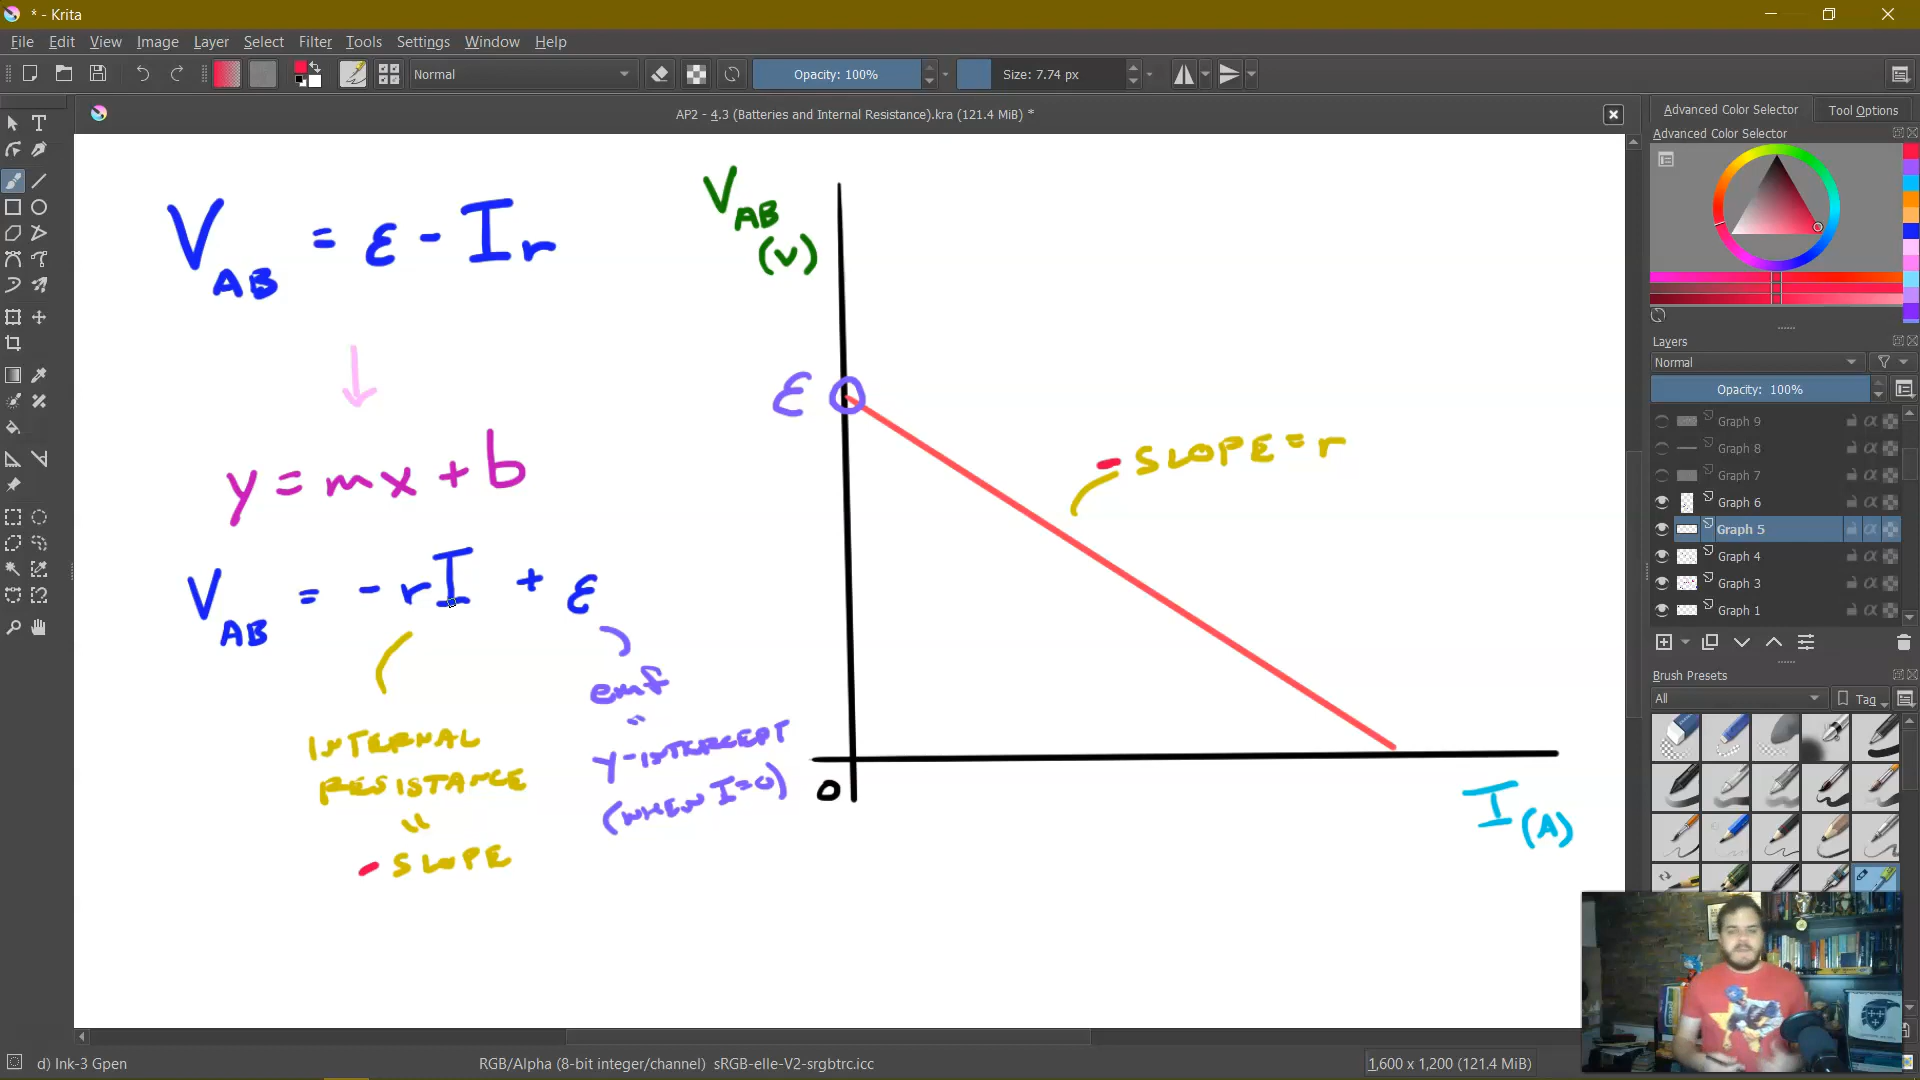 * - Krita
File Edit View Image Layer Select Filter Tools Settings Window Help
Normal
Opacity: 100%
Size: 7.74 px
AP2 - 4.3 (Batteries and Internal Resistance).kra (121.4 MiB) *
Advanced Color Selector
Tool Options
Advanced Color Selector
Layers
Normal
Opacity: 100%
Graph 9
Graph 8
Graph 7
Graph 6
Graph 5
Graph 4
Graph 3
Graph 1
Brush Presets
All
Tag
V_AB = ε - Ir
y = mx + b
V_AB = - rI + ε
INTERNAL
RESISTANCE
"
- SLOPE
emf
"
Y-INTERCEPT
(WHEN I=0)
V_AB
(V)
ε
- SLOPE = r
0
I (A)
d) Ink-3 Gpen
RGB/Alpha (8-bit integer/channel) sRGB-elle-V2-srgbtrc.icc
1,600 x 1,200 (121.4 MiB)